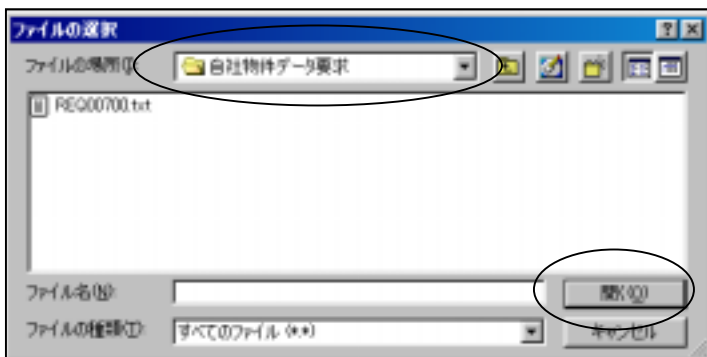 ファイルの選択
ファイルの場所(I):
自社物件データ要求
REQ00700.txt
ファイル名(N):
開く(O)
ファイルの種類(T):
すべてのファイル (*.*)
キャンセル